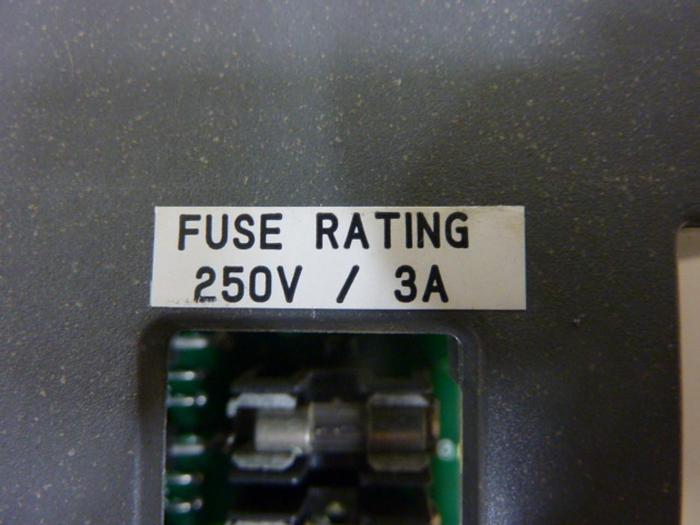 FUSE RATING
250V / 3A